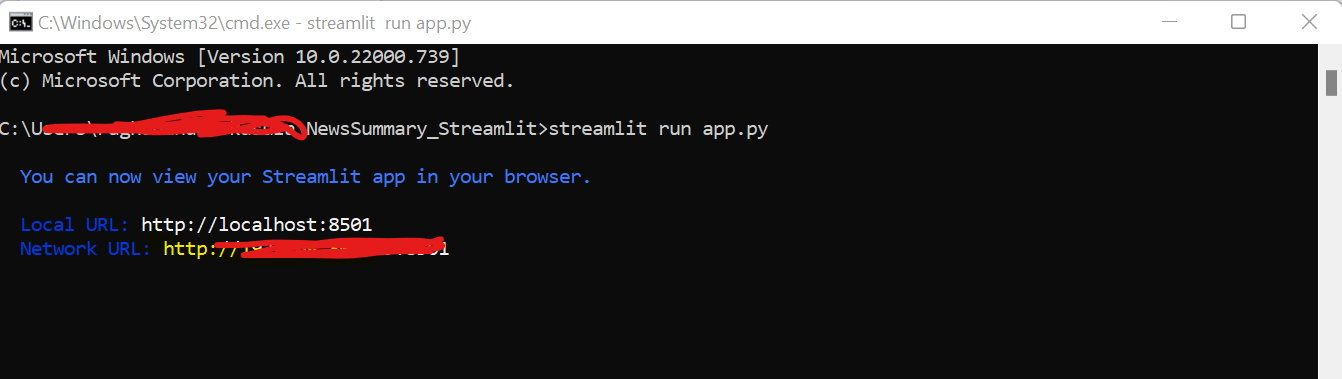 C:\Windows\System32\cmd.exe - streamlit  run app.py
Microsoft Windows [Version 10.0.22000.739]
(c) Microsoft Corporation. All rights reserved.
C:\U NewsSummary_Streamlit>streamlit run app.py
You can now view your Streamlit app in your browser.
Local URL: http://localhost:8501
Network URL: http://